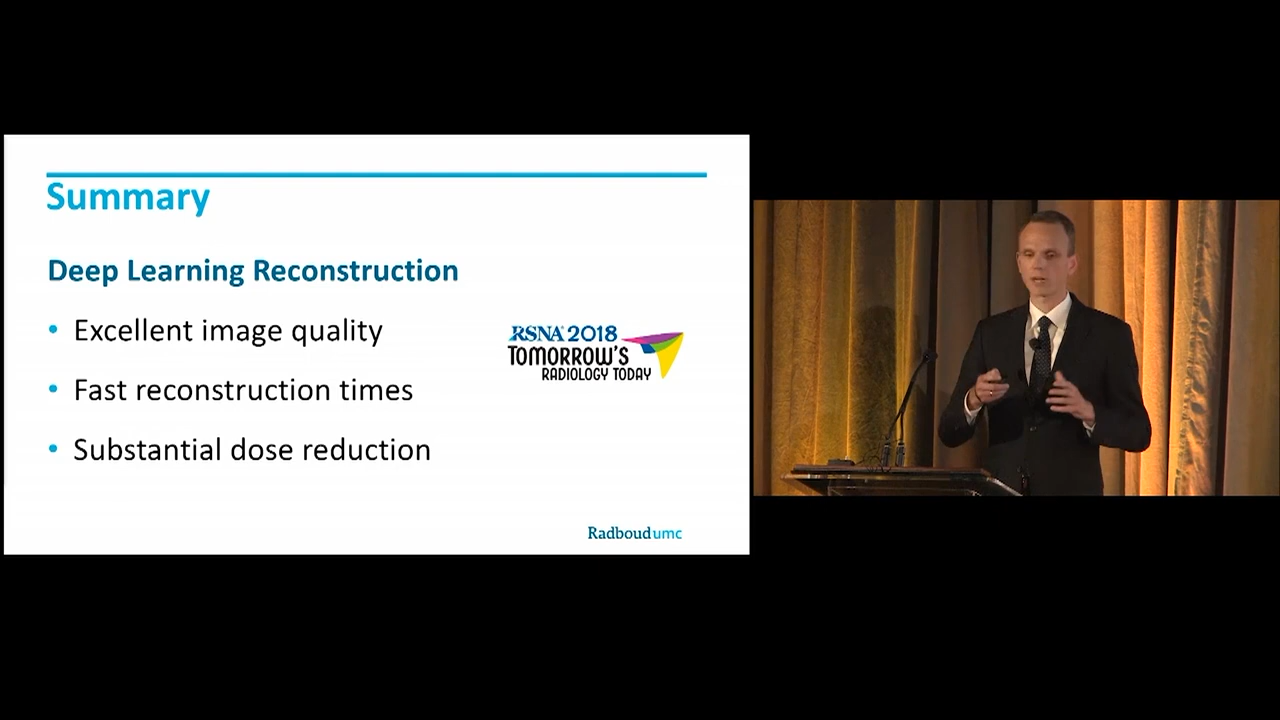 Summary
Deep Learning Reconstruction
• Excellent image quality
• Fast reconstruction times
• Substantial dose reduction
RSNA 2018
TOMORROW'S
RADIOLOGY TODAY
Radboudumc